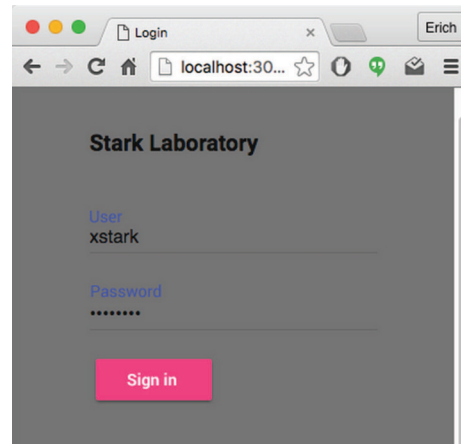 Login
Erich
localhost:30...
Stark Laboratory
User
xstark
Password
••••••••
Sign in